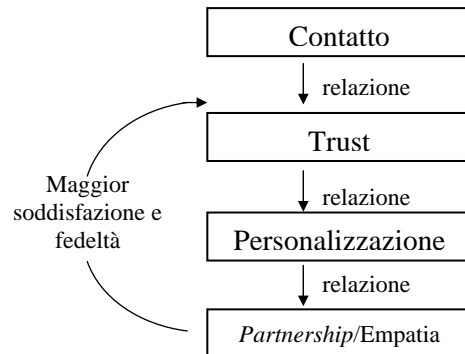 Contatto
relazione
Trust
relazione
Maggior
soddisfazione e
fedeltà
Personalizzazione
relazione
Partnership/Empatia